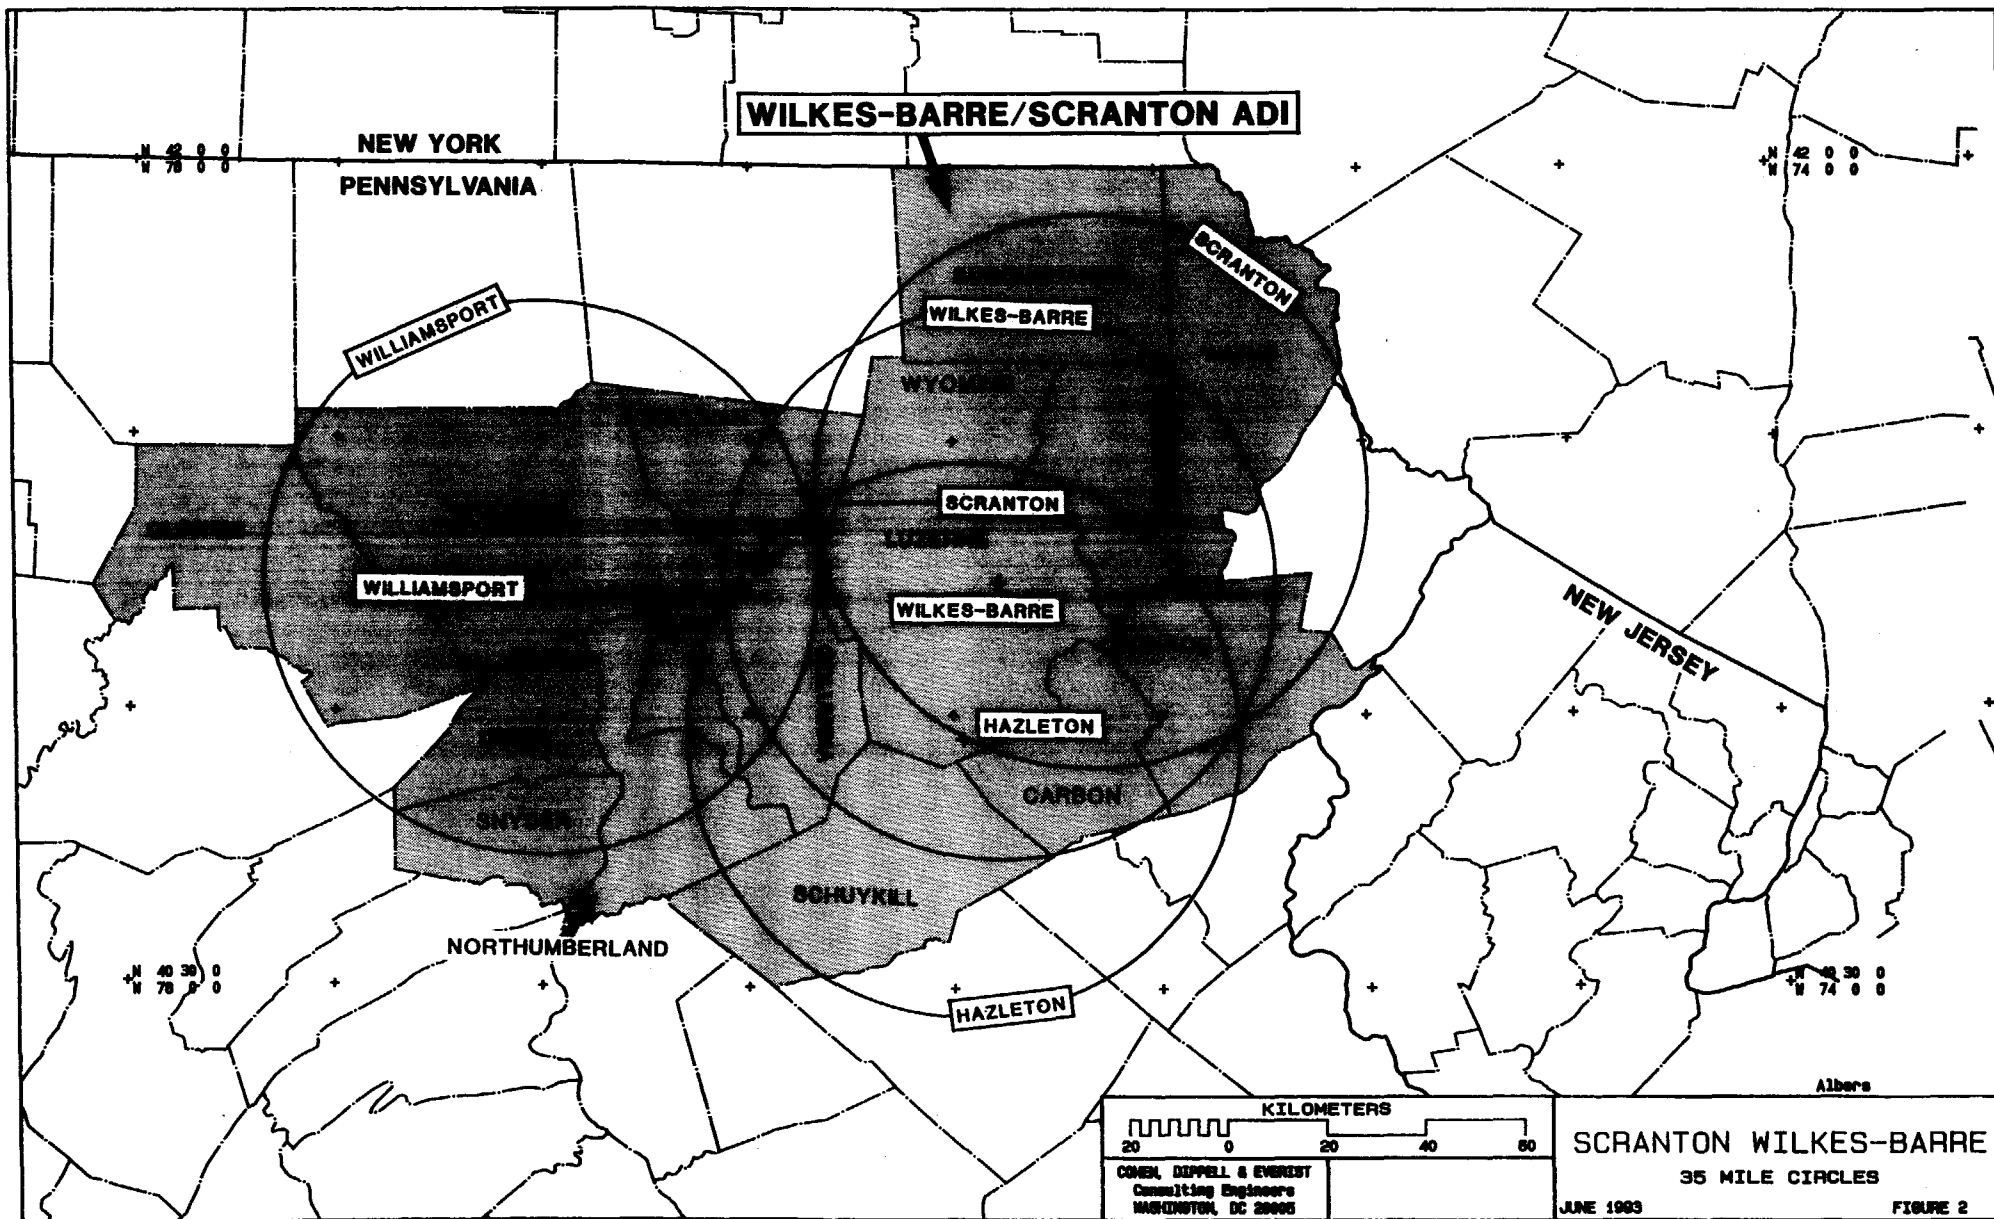 WILKES-BARRE/SCRANTON ADI
NEW YORK
N 42 0 0
W 78 0 0
PENNSYLVANIA
N 42 0 0
W 74 0 0
SCRANTON
WILLIAMSPORT
WILKES-BARRE
WYOMING
SCRANTON
LUZERNE
WILLIAMSPORT
WILKES-BARRE
NEW JERSEY
HAZLETON
CARBON
SNYDER
SCHUYKILL
NORTHUMBERLAND
N 40 30 0
W 78 0 0
N 40 30 0
W 74 0 0
HAZLETON
Albers
KILOMETERS
20 0 20 40 60
COHEN, DIPPELL & EVERIST
Consulting Engineers
WASHINGTON, DC 20005
SCRANTON WILKES-BARRE
35 MILE CIRCLES
JUNE 1993
FIGURE 2